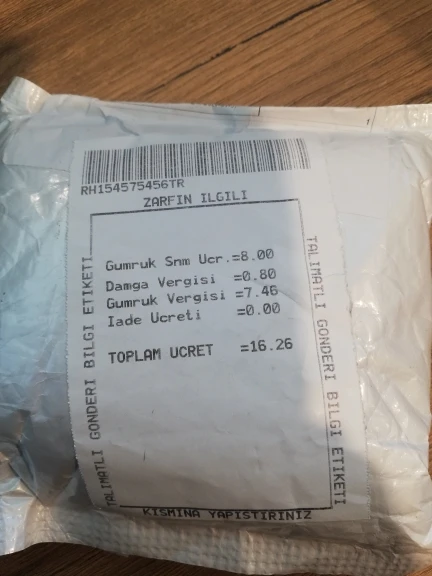 RH154575456TR
ZARFIN ILGILI
TALIMATLI GONDERI BILGI ETIKETI
Gumruk Snm Ucr.=8.00
Damga Vergisi =0.80
Gumruk Vergisi =7.46
Iade Ucreti =0.00
TOPLAM UCRET =16.26
TALIMATLI GONDERI BILGI ETIKETI
KISMINA YAPISTIRINIZ